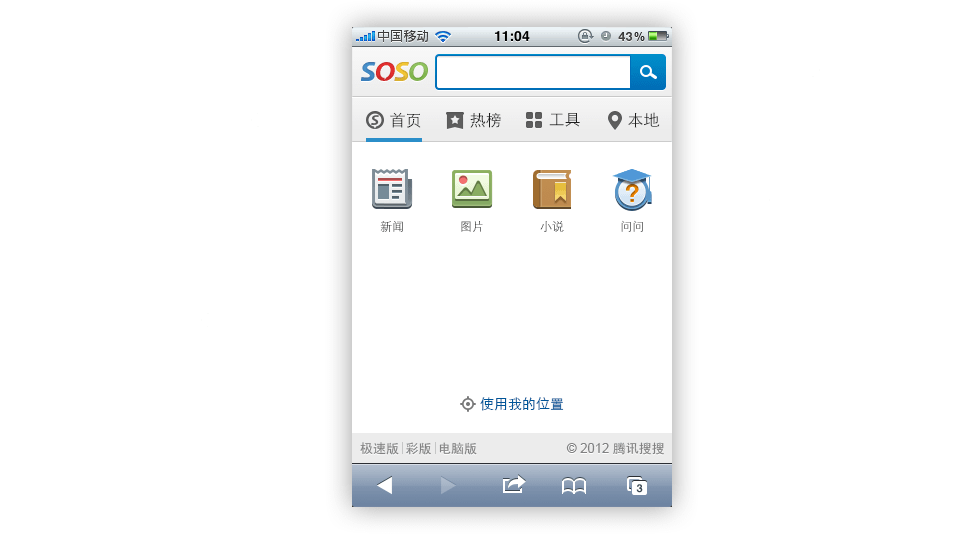 中国移动 11:04 43%
SOSO
首页 热榜 工具 本地
新闻 图片 小说 问问
使用我的位置
极速版|彩版|电脑版 © 2012 腾讯搜搜
3